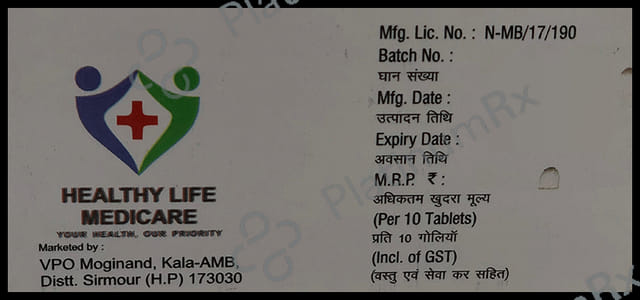 HEALTHY LIFE
MEDICARE
YOUR HEALTH, OUR PRIORITY
Marketed by :
VPO Moginand, Kala-AMB,
Distt. Sirmour (H.P) 173030
Mfg. Lic. No. : N-MB/17/190
Batch No. :
घान संख्या
Mfg. Date :
उत्पादन तिथि
Expiry Date :
अवसान तिथि
M.R.P. ₹ :
अधिकतम खुदरा मूल्य
(Per 10 Tablets)
प्रति 10 गोलियाँ
(Incl. of GST)
(वस्तु एवं सेवा कर सहित)
PlatinumRx